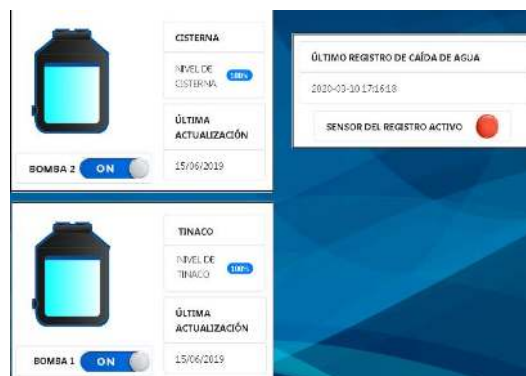 CISTERNA
NIVEL DE
CISTERNA
100%
ÚLTIMA
ACTUALIZACIÓN
15/06/2019
BOMBA 2
ON
ÚLTIMO REGISTRO DE CAÍDA DE AGUA
2020-03-10 17:16:18
SENSOR DEL REGISTRO ACTIVO
TINACO
NIVEL DE
TINACO
100%
ÚLTIMA
ACTUALIZACIÓN
15/06/2019
BOMBA 1
ON